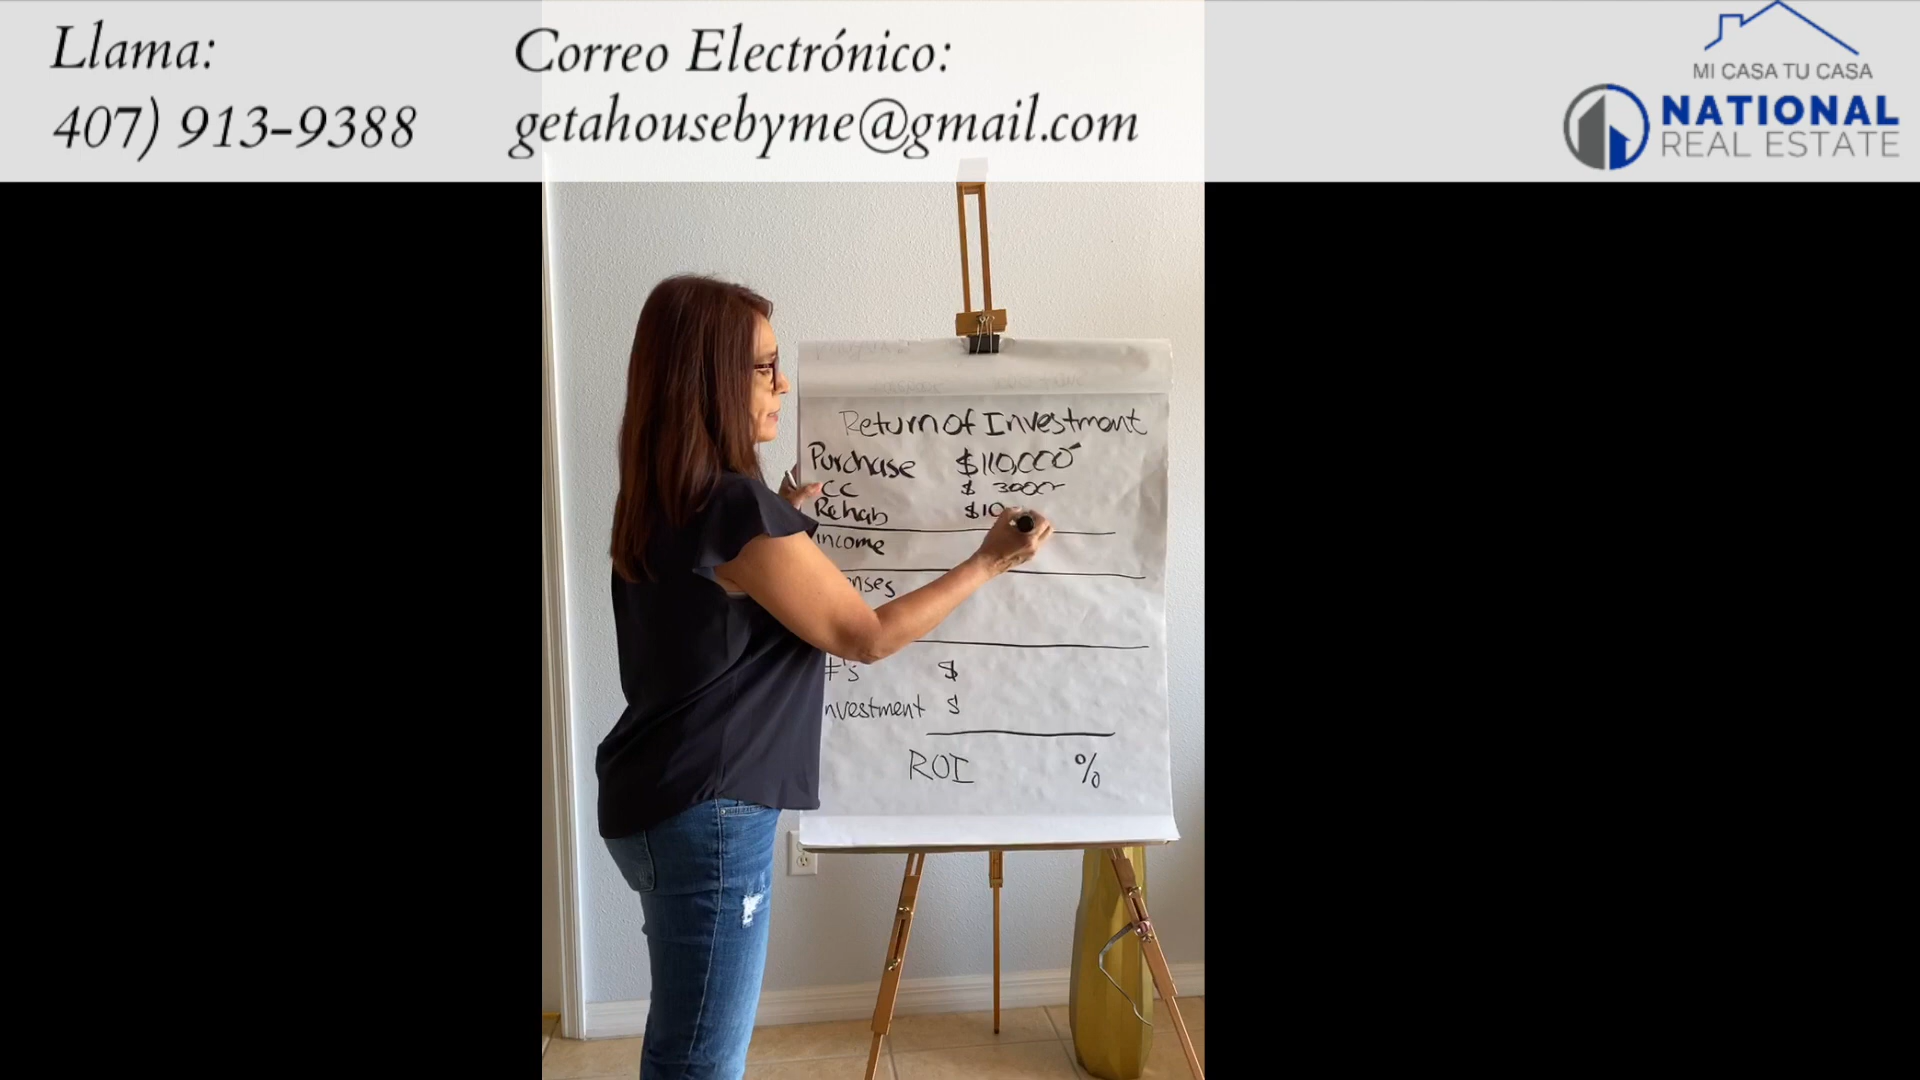 Llama:
407) 913-9388
Correo Electrónico:
getahousebyme@gmail.com
MI CASA TU CASA
NATIONAL
REAL ESTATE
Return of Investment
Purchase $110,000
CC $ 3000
Rehab $10
income
enses
#'s $
nvestment $
ROI %